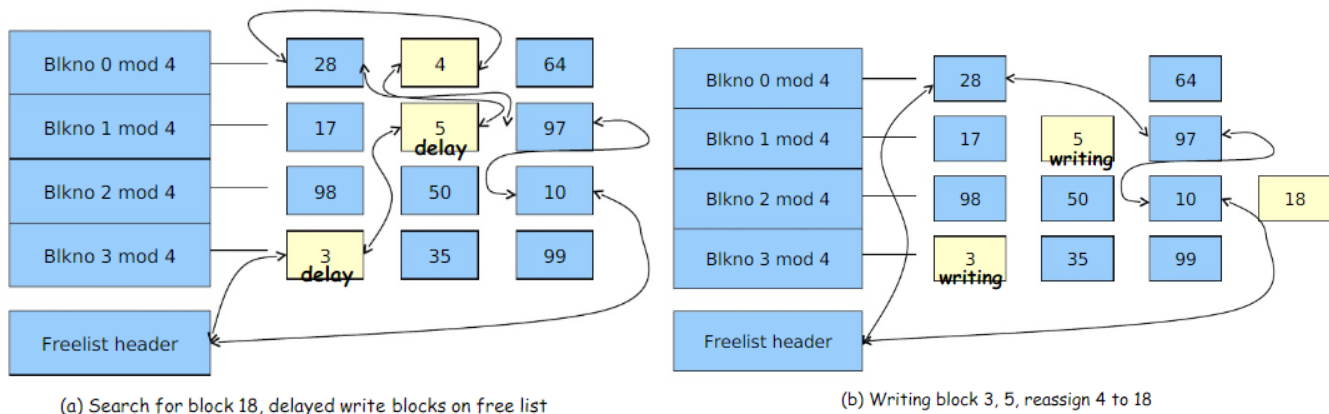 Blkno 0 mod 4
28
4
64
Blkno 1 mod 4
17
5
97
delay
Blkno 2 mod 4
98
50
10
Blkno 3 mod 4
3
35
99
delay
Freelist header
(a) Search for block 18, delayed write blocks on free list
Blkno 0 mod 4
28
64
Blkno 1 mod 4
17
5
97
writing
Blkno 2 mod 4
98
50
10
18
Blkno 3 mod 4
3
35
99
writing
Freelist header
(b) Writing block 3, 5, reassign 4 to 18